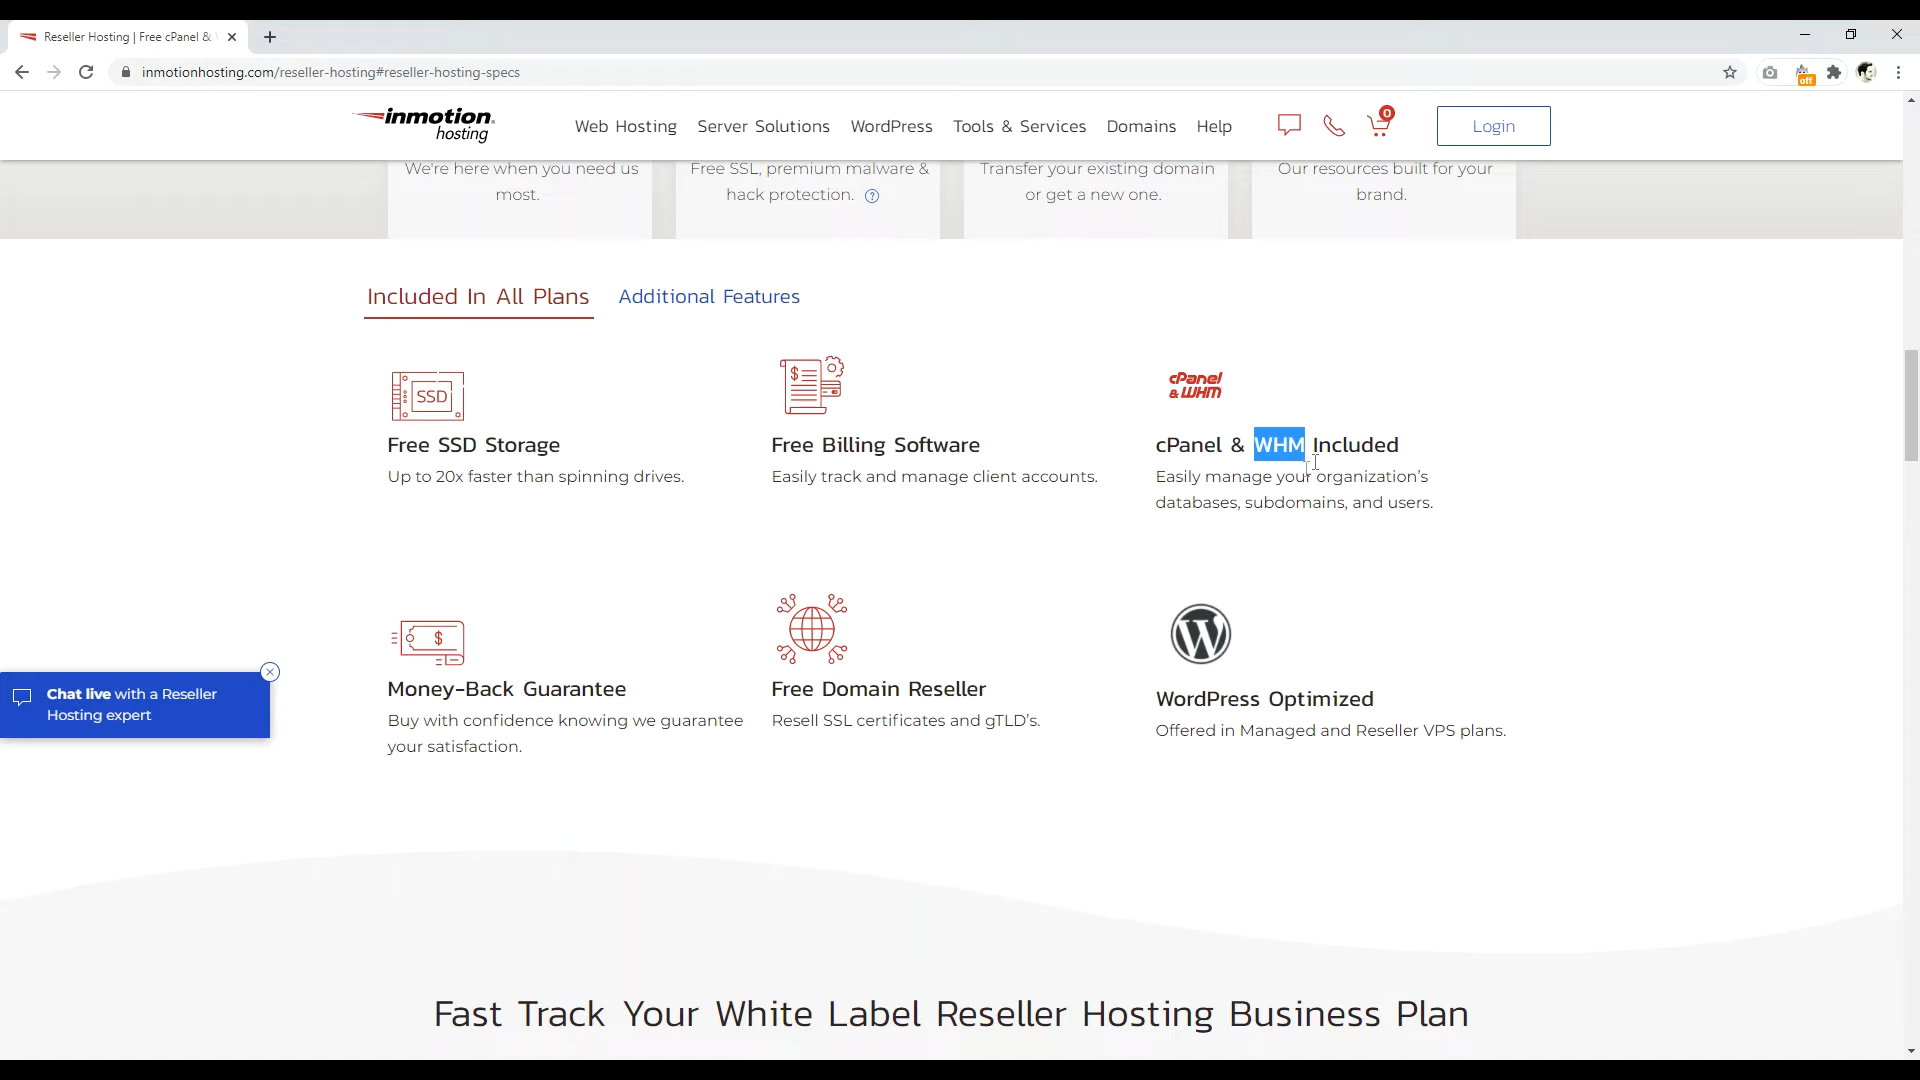 Reseller Hosting | Free cPanel &
inmotionhosting.com/reseller-hosting#reseller-hosting-specs
off
inmotion
hosting
Web Hosting
Server Solutions
WordPress
Tools & Services
Domains
Help
0
Login
We're here when you need us
most.
Free SSL, premium malware &
hack protection. ?
Transfer your existing domain
or get a new one.
Our resources built for your
brand.
Included In All Plans
Additional Features
SSD
Free SSD Storage
Up to 20x faster than spinning drives.
$
Free Billing Software
Easily track and manage client accounts.
cPanel
& WHM
cPanel & WHM Included
Easily manage your organization’s
databases, subdomains, and users.
$
Money-Back Guarantee
Buy with confidence knowing we guarantee
your satisfaction.
Free Domain Reseller
Resell SSL certificates and gTLD’s.
W
WordPress Optimized
Offered in Managed and Reseller VPS plans.
Chat live with a Reseller
Hosting expert
Fast Track Your White Label Reseller Hosting Business Plan